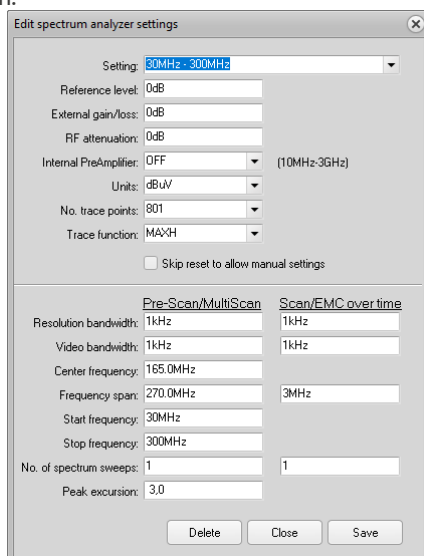 Edit spectrum analyzer settings
Setting: 30MHz - 300MHz
Reference level: 0dB
External gain/loss: 0dB
RF attenuation: 0dB
Internal PreAmplifier: OFF (10MHz-3GHz)
Units: dBuV
No. trace points: 801
Trace function: MAXH
Skip reset to allow manual settings
Pre-Scan/MultiScan Scan/EMC over time
Resolution bandwidth: 1kHz 1kHz
Video bandwidth: 1kHz 1kHz
Center frequency: 165.0MHz
Frequency span: 270.0MHz 3MHz
Start frequency: 30MHz
Stop frequency: 300MHz
No. of spectrum sweeps: 1 1
Peak excursion: 3,0
Delete Close Save